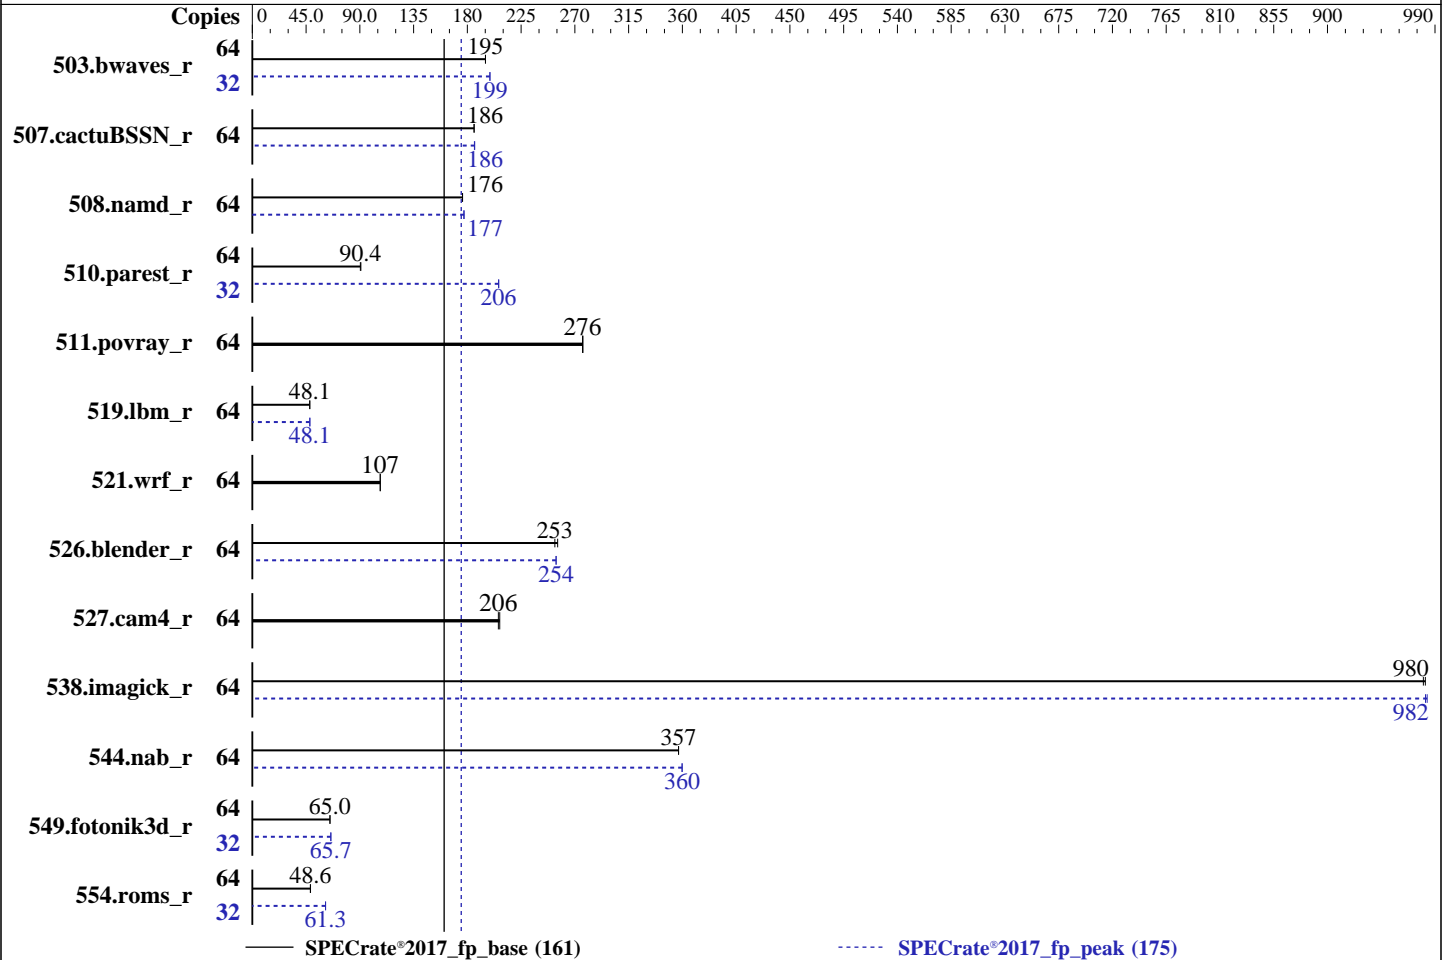 Copies 0 45.0 90.0 135 180 225 270 315 360 405 450 495 540 585 630 675 720 765 810 855 900 990
503.bwaves_r 64 195
32 199
507.cactuBSSN_r 64 186
186
508.namd_r 64 176
177
510.parest_r 64 90.4
32 206
511.povray_r 64 276
519.lbm_r 64 48.1
48.1
521.wrf_r 64 107
526.blender_r 64 253
254
527.cam4_r 64 206
538.imagick_r 64 980
982
544.nab_r 64 357
360
549.fotonik3d_r 64 65.0
32 65.7
554.roms_r 64 48.6
32 61.3
SPECrate®2017_fp_base (161) SPECrate®2017_fp_peak (175)